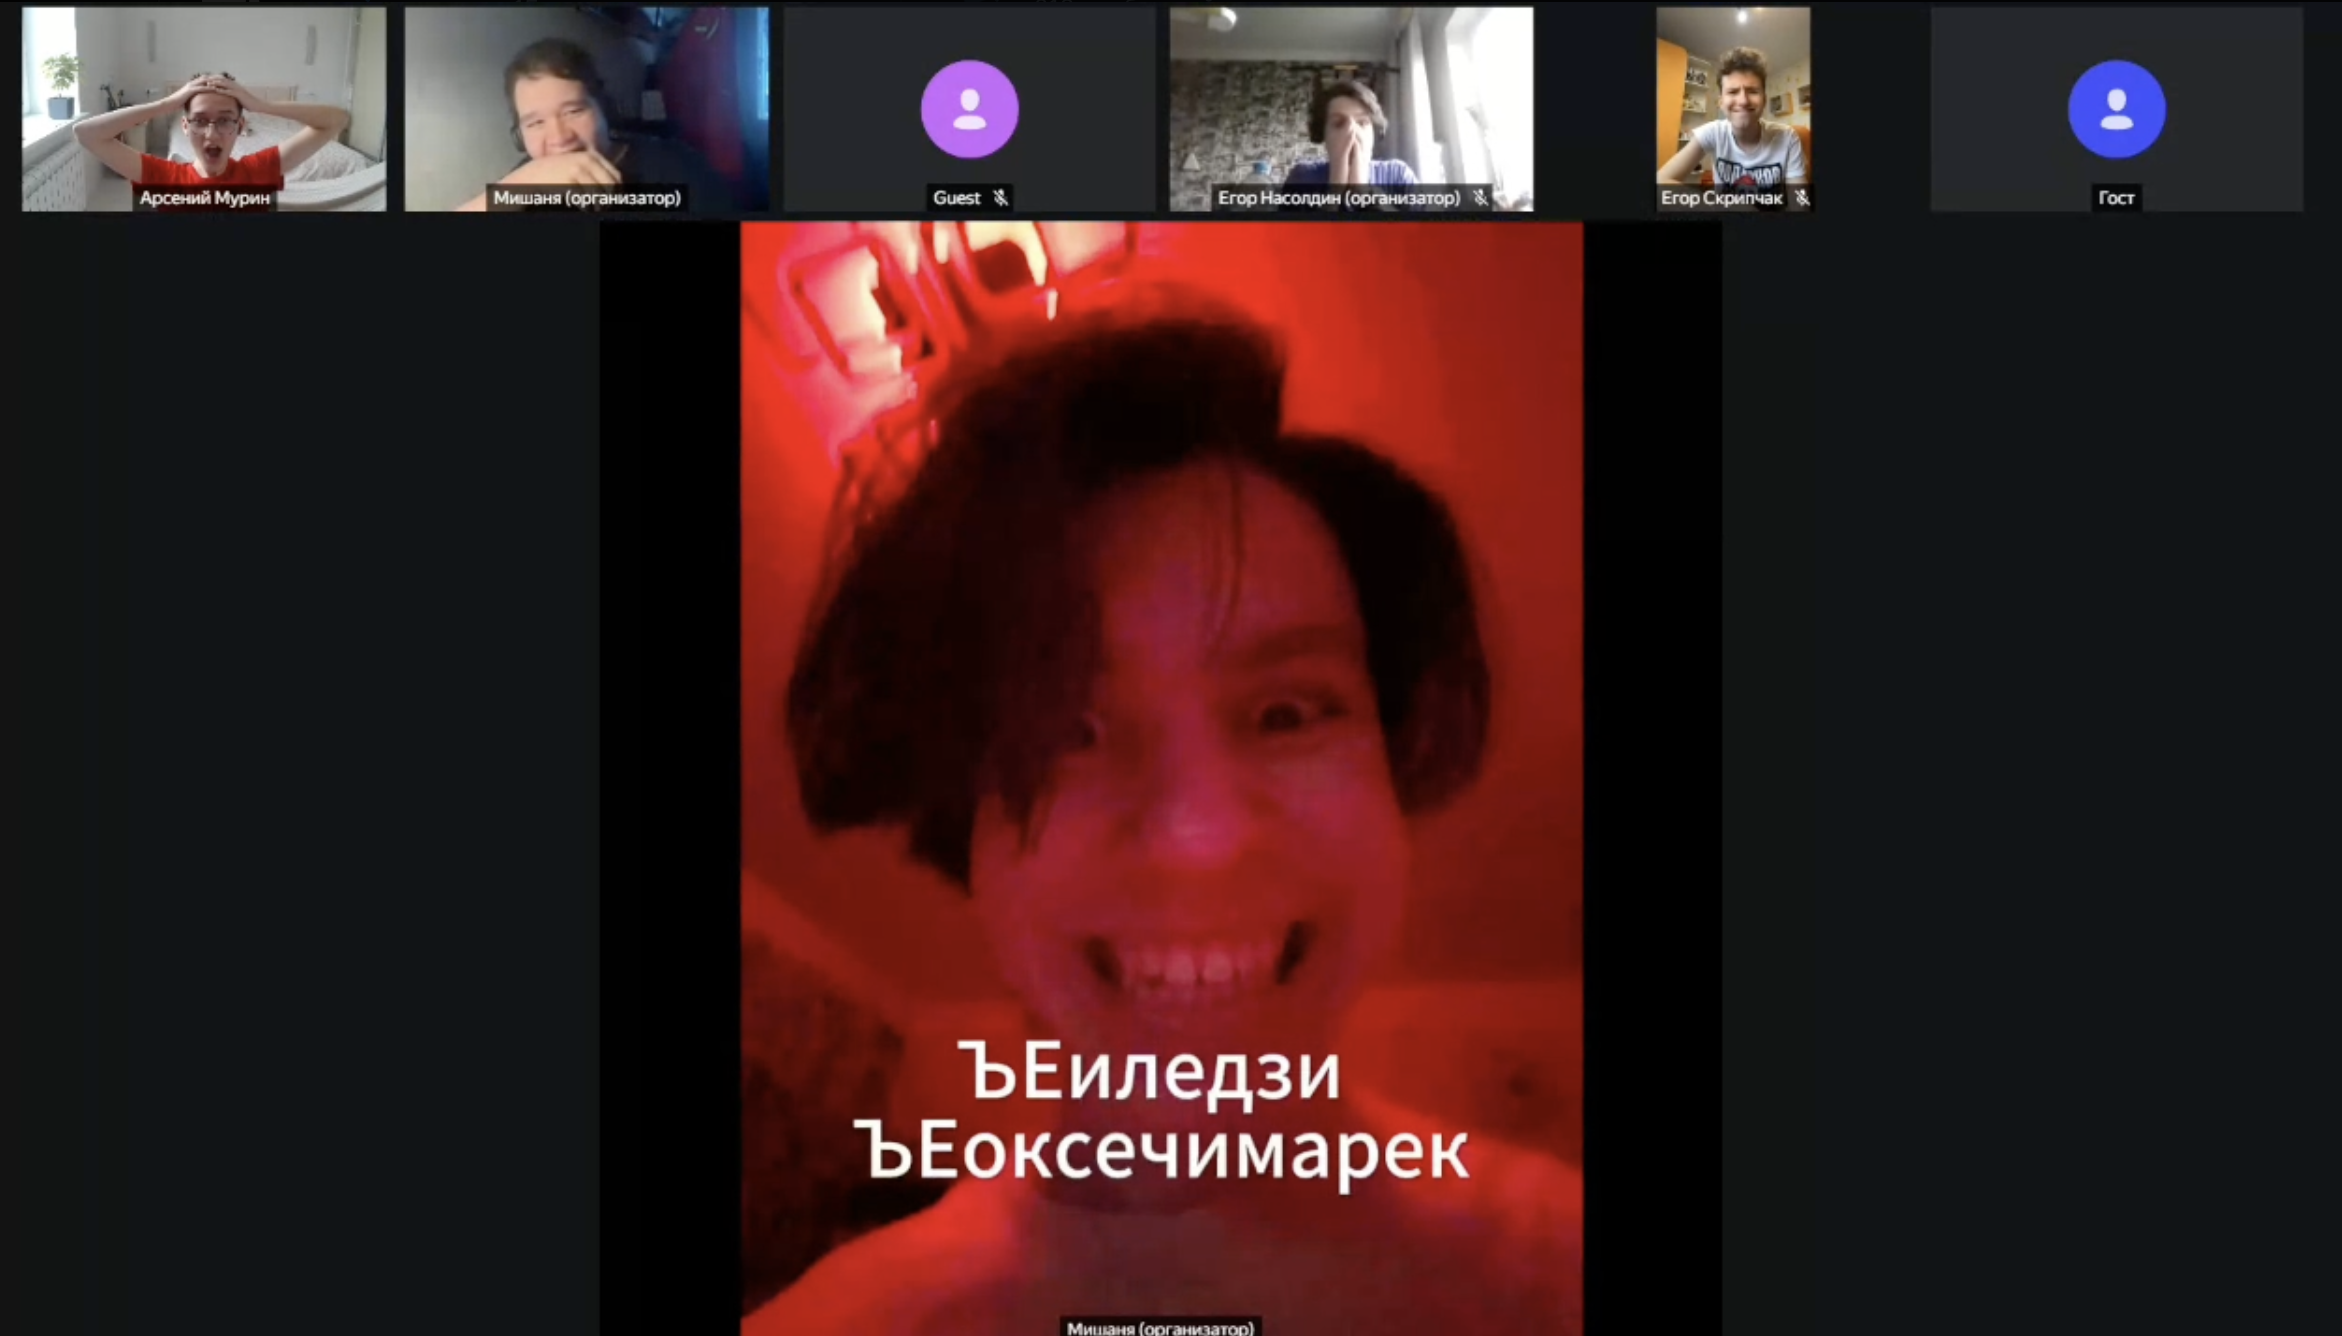 Арсений Мурин
Мишаня (организатор)
Guest
Егор Насолдин (организатор)
Егор Скрипчак
Гост
ЪЕиледзи
ЪЕоксечимарек
Мишаня (организатор)